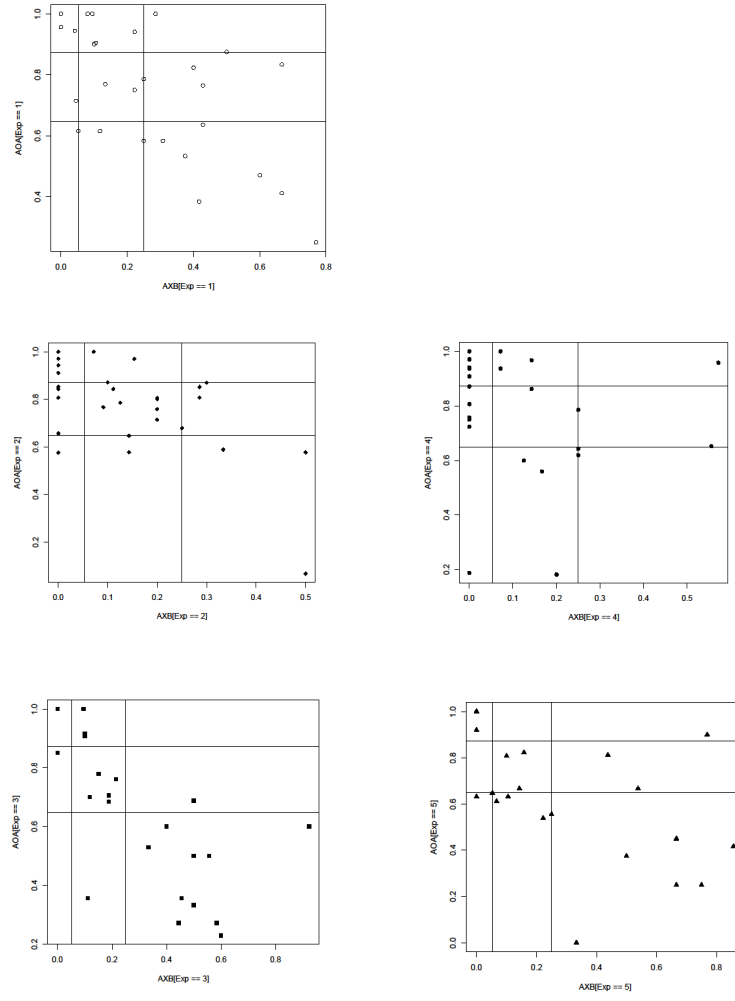 1.0
0.8
0.6
0.4
AOA[Exp == 1]
0.0 0.2 0.4 0.6 0.8
AXB[Exp == 1]
1.0
0.8
0.6
0.4
0.2
AOA[Exp == 2]
0.0 0.1 0.2 0.3 0.4 0.5
AXB[Exp == 2]
1.0
0.8
0.6
0.4
0.2
AOA[Exp == 4]
0.0 0.1 0.2 0.3 0.4 0.5
AXB[Exp == 4]
1.0
0.8
0.6
0.4
0.2
AOA[Exp == 3]
0.0 0.2 0.4 0.6 0.8
AXB[Exp == 3]
1.0
0.8
0.6
0.4
0.2
0.0
AOA[Exp == 5]
0.0 0.2 0.4 0.6 0.8
AXB[Exp == 5]